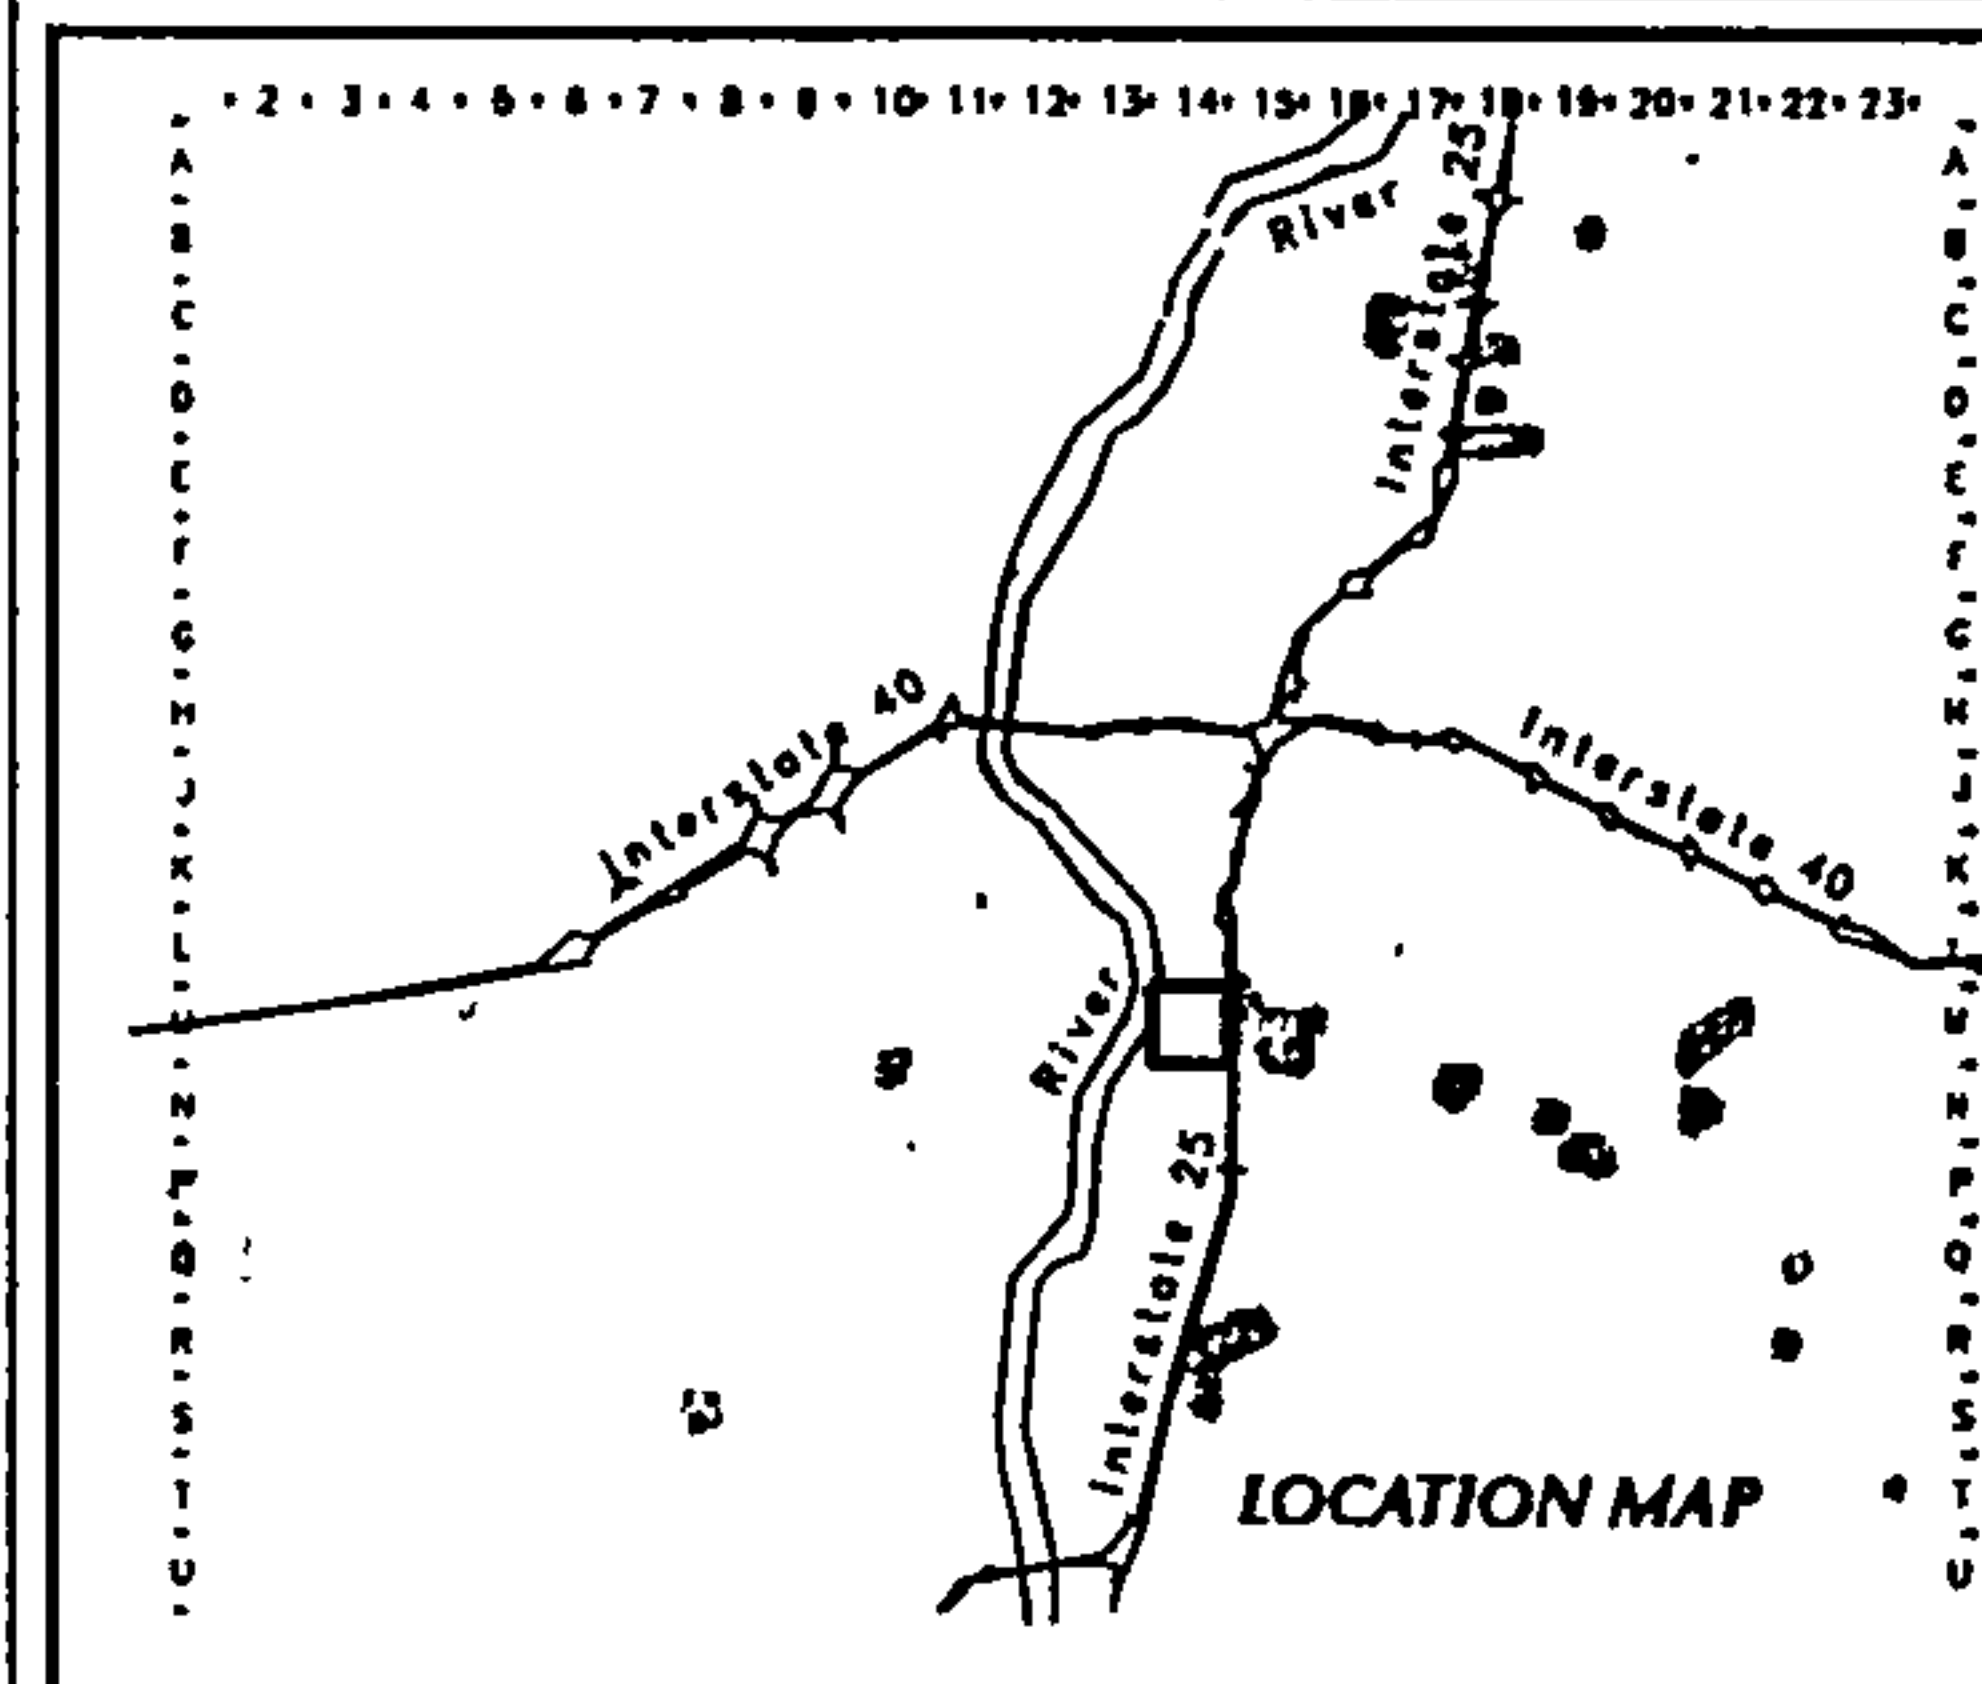 2 3 4 5 6 7 8 9 10 11 12 13 14 15 16 17 18 19 20 21 22 23
A A
B B
C C
D D
E E
F F
G G
H H
J J
K K
L L
M M
N N
P P
Q Q
R R
S S
T T
U U
River
Interstate 25
Interstate 40
Interstate 40
River
Interstate 25
LOCATION MAP